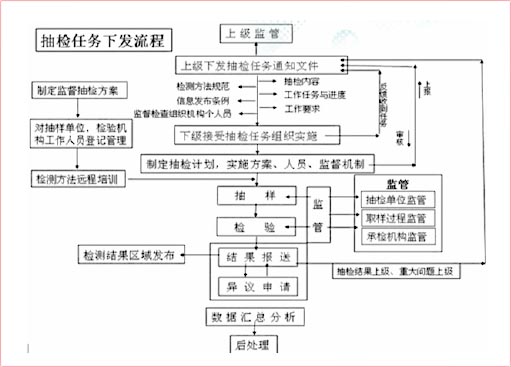 抽检任务下发流程
上级监管
上级下发抽检任务通知文件
检测方法规范
信息发布条例
监督检查组织机构个人员
抽检内容
工作任务与进度
工作要求
反馈收到任务
上报
审核
制定监督抽检方案
对抽样单位，检验机
构工作人员登记管理
检测方法远程培训
下级接受抽检任务组织实施
制定抽检计划，实施方案、人员、监督机制
抽样
检验
监管
监管
抽检单位监管
取样过程监管
承检机构监管
检测结果区域发布
结果报送
异议申请
抽检结果上级、重大问题上级
数据汇总分析
后处理